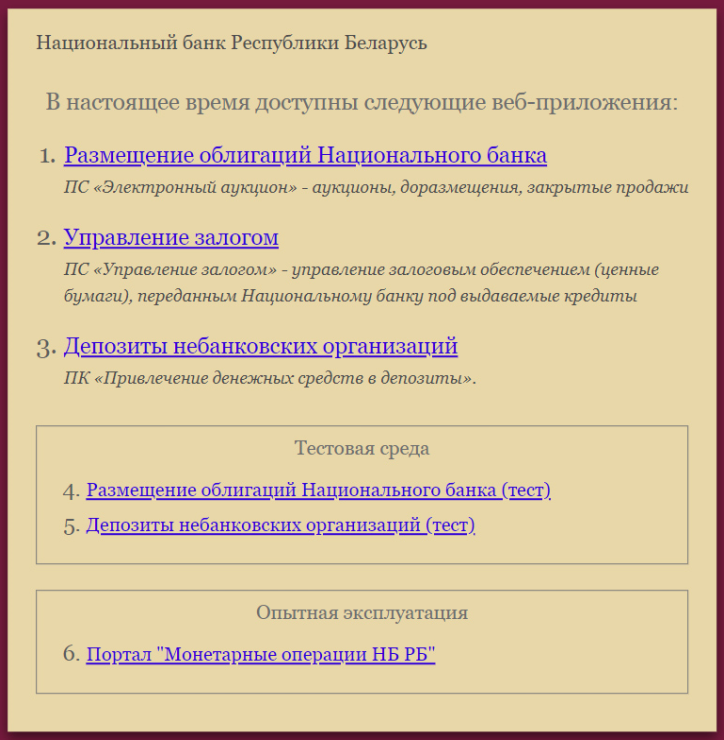 Национальный банк Республики Беларусь
В настоящее время доступны следующие веб-приложения:
1. Размещение облигаций Национального банка
ПС «Электронный аукцион» - аукционы, доразмещения, закрытые продажи
2. Управление залогом
ПС «Управление залогом» - управление залоговым обеспечением (ценные
бумаги), переданным Национальному банку под выдаваемые кредиты
3. Депозиты небанковских организаций
ПК «Привлечение денежных средств в депозиты».
Тестовая среда
4. Размещение облигаций Национального банка (тест)
5. Депозиты небанковских организаций (тест)
Опытная эксплуатация
6. Портал "Монетарные операции НБ РБ"